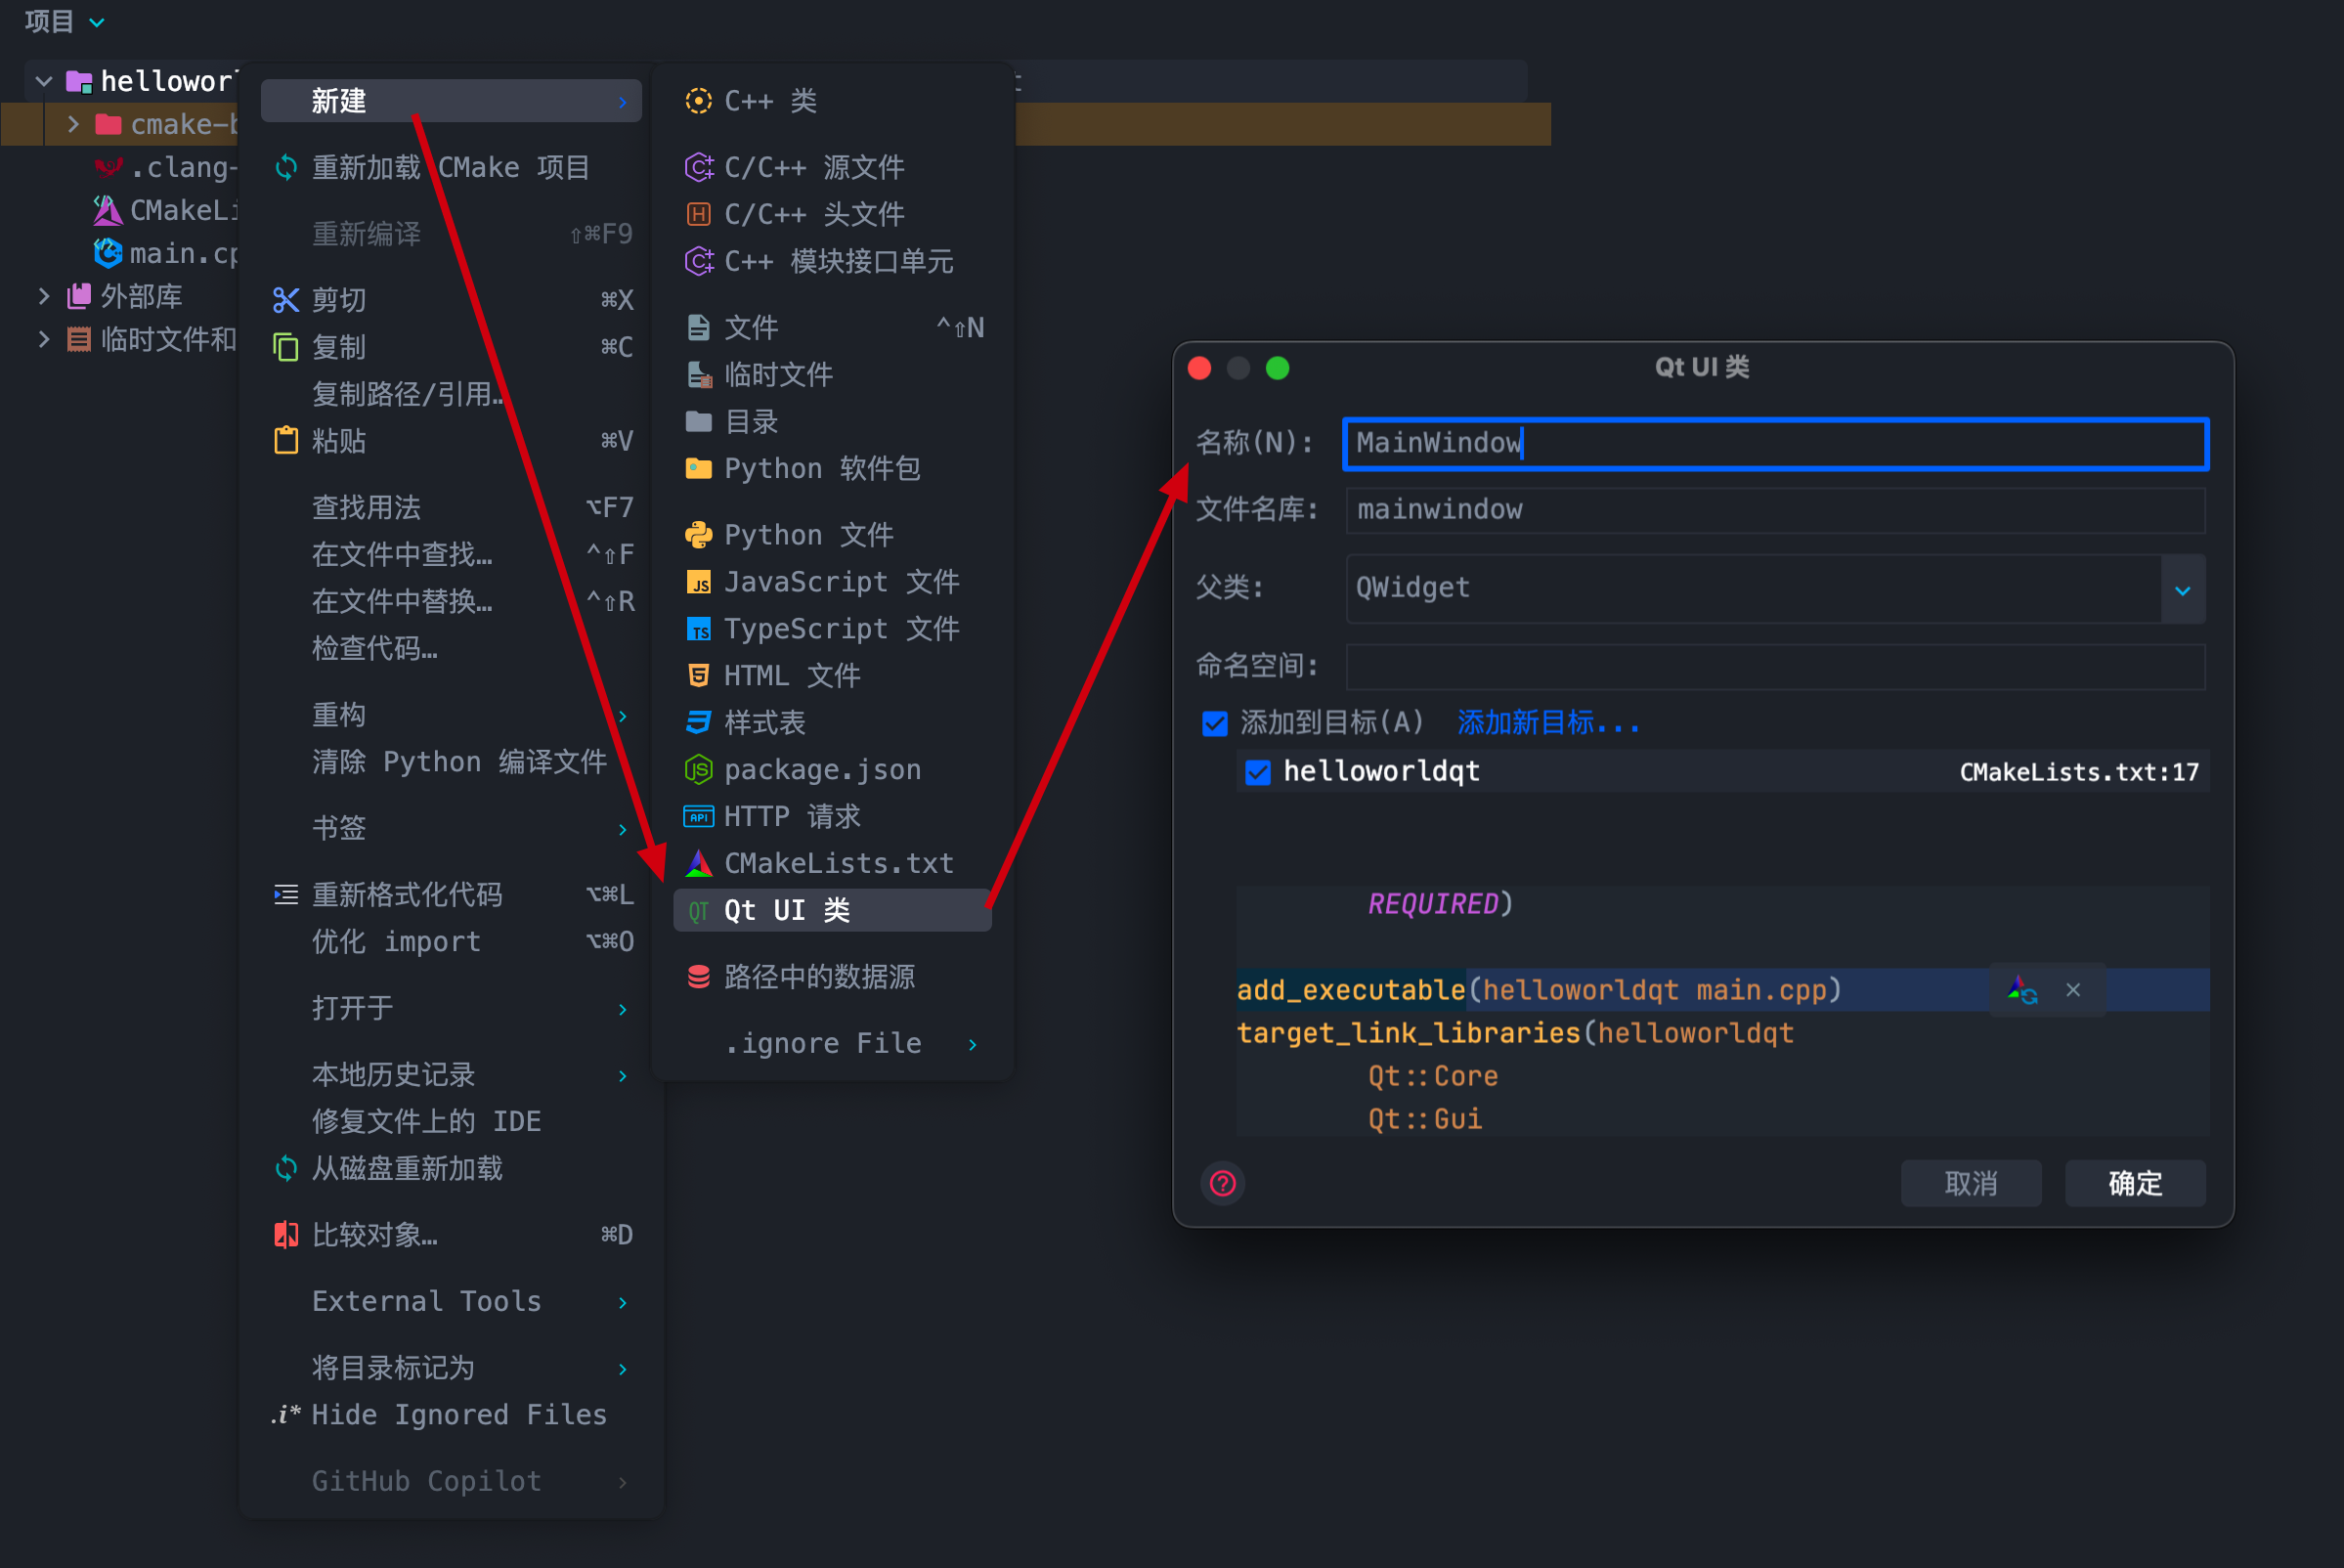 项目
helloworl
cmake-b
.clang-
CMakeLi
main.cp
外部库
临时文件和
新建
重新加载 CMake 项目
重新编译 ⇧⌘F9
剪切 ⌘X
复制 ⌘C
复制路径/引用…
粘贴 ⌘V
查找用法 ⌥F7
在文件中查找… ^⇧F
在文件中替换… ^⇧R
检查代码…
重构
清除 Python 编译文件
书签
重新格式化代码 ⌥⌘L
优化 import ⌥⌘O
打开于
本地历史记录
修复文件上的 IDE
从磁盘重新加载
比较对象… ⌘D
External Tools
将目录标记为
.i* Hide Ignored Files
GitHub Copilot
C++ 类
C/C++ 源文件
H C/C++ 头文件
C++ 模块接口单元
文件 ^⇧N
临时文件
目录
Python 软件包
Python 文件
JS JavaScript 文件
TS TypeScript 文件
HTML 文件
样式表
package.json
API HTTP 请求
CMakeLists.txt
QT Qt UI 类
路径中的数据源
.ignore File
Qt UI 类
名称(N): MainWindow
文件名库: mainwindow
父类: QWidget
命名空间:
添加到目标(A) 添加新目标...
helloworldqt CMakeLists.txt:17
REQUIRED)
add_executable(helloworldqt main.cpp)
target_link_libraries(helloworldqt
Qt::Core
Qt::Gui
? 取消 确定